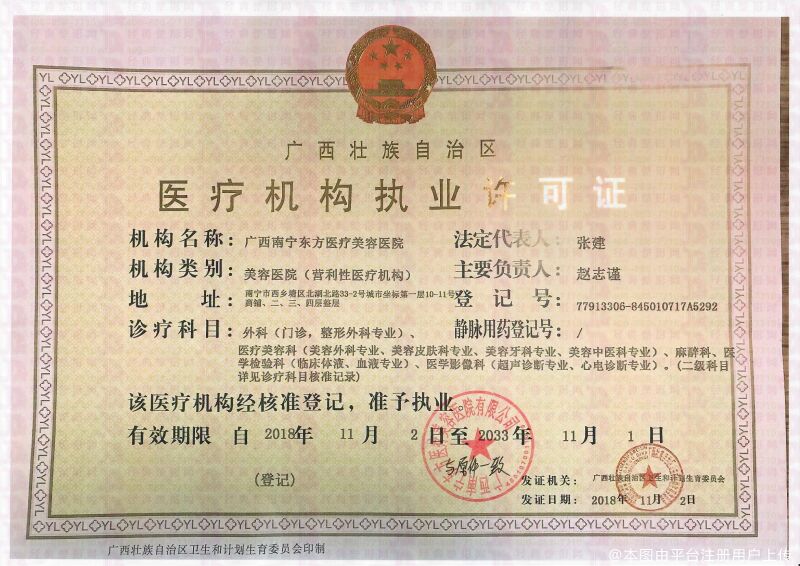 广西壮族自治区
医疗机构执业许可证
机构名称：广西南宁东方医疗美容医院 法定代表人：张建
机构类别：美容医院（营利性医疗机构） 主要负责人：赵志谨
地 址：南宁市西乡塘区北湖北路33-2号城市坐标第一层10-11号商铺、二、三、四层整层 登 记 号：77913306-845010717A5292
诊疗科目：外科（门诊，整形外科专业）、 静脉用药登记号：/
医疗美容科（美容外科专业、美容皮肤科专业、美容牙科专业、美容中医科专业）、麻醉科、医
学检验科（临床体液、血液专业）、医学影像科（超声诊断专业、心电诊断专业）。(二级科目
详见诊疗科目核准记录)
该医疗机构经核准登记，准予执业。
有效期限 自 2018年 11 月 2 日至 2033 年 11 月 1 日
(登记)
与原件一致
发证机关：广西壮族自治区卫生和计划生育委员会
发证日期：2018年 11月 2日
广西壮族自治区卫生和计划生育委员会印制
@本图由平台注册用户上传